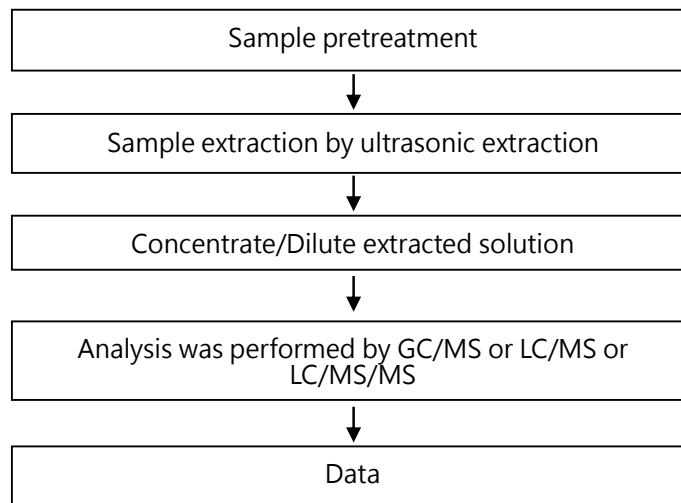 Sample pretreatment
Sample extraction by ultrasonic extraction
Concentrate/Dilute extracted solution
Analysis was performed by GC/MS or LC/MS or
LC/MS/MS
Data